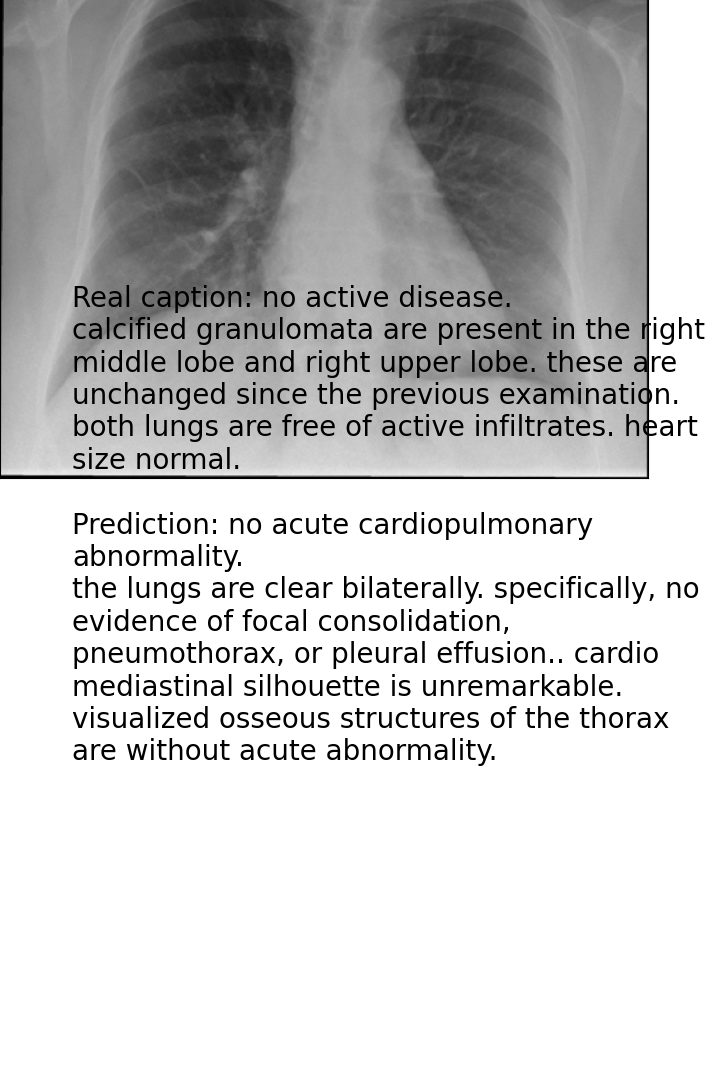 Real caption: no active disease.
calcified granulomata are present in the right
middle lobe and right upper lobe. these are
unchanged since the previous examination.
both lungs are free of active infiltrates. heart
size normal.
Prediction: no acute cardiopulmonary
abnormality.
the lungs are clear bilaterally. specifically, no
evidence of focal consolidation,
pneumothorax, or pleural effusion.. cardio
mediastinal silhouette is unremarkable.
visualized osseous structures of the thorax
are without acute abnormality.